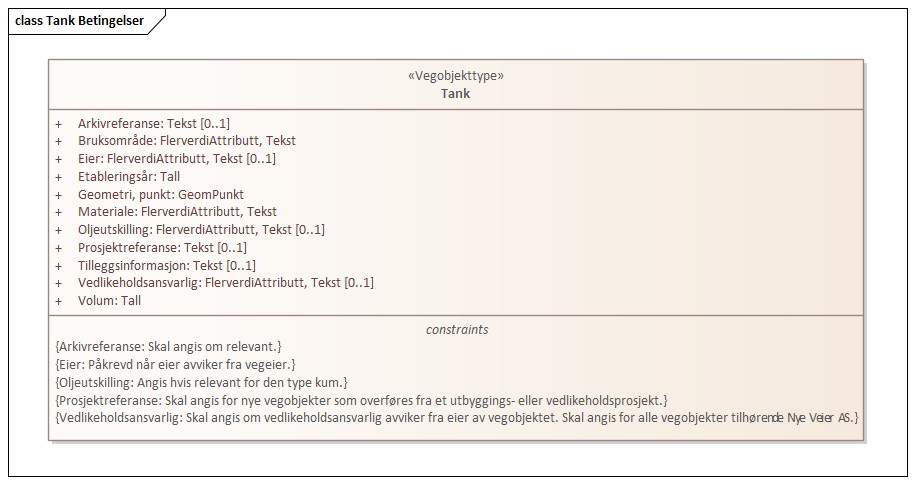 class Tank Betingelser
«Vegobjekttype»
Tank
+ Arkivreferanse: Tekst [0..1]
+ Bruksområde: FlerverdiAttributt, Tekst
+ Eier: FlerverdiAttributt, Tekst [0..1]
+ Etableringsår: Tall
+ Geometri, punkt: GeomPunkt
+ Materiale: FlerverdiAttributt, Tekst
+ Oljeutskilling: FlerverdiAttributt, Tekst [0..1]
+ Prosjektreferanse: Tekst [0..1]
+ Tilleggsinformasjon: Tekst [0..1]
+ Vedlikeholdsansvarlig: FlerverdiAttributt, Tekst [0..1]
+ Volum: Tall
constraints
{Arkivreferanse: Skal angis om relevant.}
{Eier: Påkrevd når eier avviker fra vegeier.}
{Oljeutskilling: Angis hvis relevant for den type kum.}
{Prosjektreferanse: Skal angis for nye vegobjekter som overføres fra et utbyggings- eller vedlikeholdsprosjekt.}
{Vedlikeholdsansvarlig: Skal angis om vedlikeholdsansvarlig avviker fra eier av vegobjektet. Skal angis for alle vegobjekter tilhørende Nye Veier AS.}